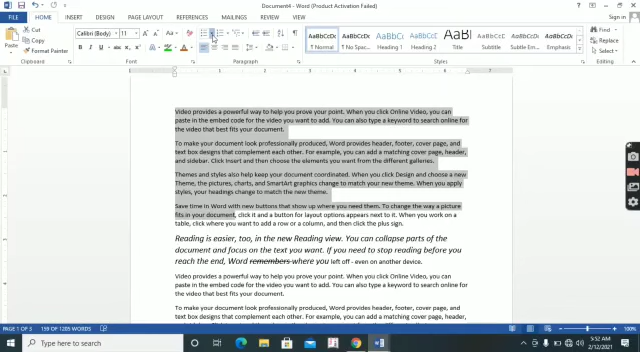 Document4 - Word (Product Activation Failed)
FILE HOME INSERT DESIGN PAGE LAYOUT REFERENCES MAILINGS REVIEW VIEW Sign in
Cut
Copy
Format Painter
Paste
Calibri (Body) 11
AaBbCcDc AaBbCcDc AaBbCc AaBbCcC AaBl AaBbCcC AaBbCcDc AaBbCcDc
¶ Normal ¶ No Spac... Heading 1 Heading 2 Title Subtitle Subtle Em... Emphasis
Find
Replace
Select
Clipboard Font Paragraph Styles Editing
Video provides a powerful way to help you prove your point. When you click Online Video, you can
paste in the embed code for the video you want to add. You can also type a keyword to search online for
the video that best fits your document.
To make your document look professionally produced, Word provides header, footer, cover page, and
text box designs that complement each other. For example, you can add a matching cover page, header,
and sidebar. Click Insert and then choose the elements you want from the different galleries.
Themes and styles also help keep your document coordinated. When you click Design and choose a new
Theme, the pictures, charts, and SmartArt graphics change to match your new theme. When you apply
styles, your headings change to match the new theme.
Save time in Word with new buttons that show up where you need them. To change the way a picture
fits in your document, click it and a button for layout options appears next to it. When you work on a
table, click where you want to add a row or a column, and then click the plus sign.
Reading is easier, too, in the new Reading view. You can collapse parts of the
document and focus on the text you want. If you need to stop reading before you
reach the end, Word remembers where you left off - even on another device.
Video provides a powerful way to help you prove your point. When you click Online Video, you can
paste in the embed code for the video you want to add. You can also type a keyword to search online for
the video that best fits your document.
To make your document look professionally produced, Word provides header, footer, cover page, and
text box designs that complement each other. For example, you can add a matching cover page, header,
PAGE 1 OF 3 159 OF 1205 WORDS 100%
Type here to search
5:52 AM
2/12/2021